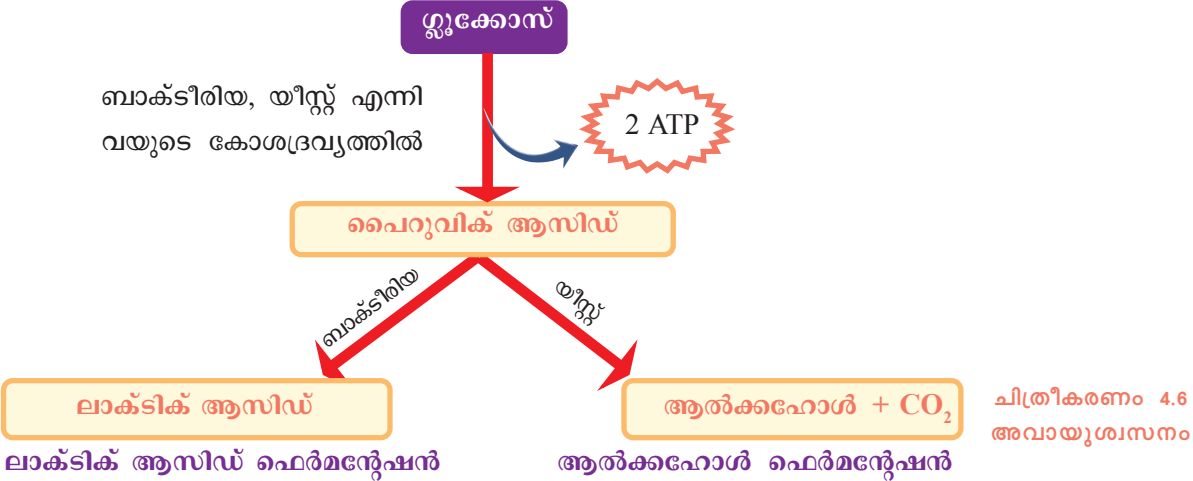 ഗ്ലൂക്കോസ്
ബാക്ടീരിയ, യീസ്റ്റ് എന്നി
വയുടെ കോശദ്രവ്യത്തിൽ
2 ATP
പൈറുവിക് ആസിഡ്
ബാക്ടീരിയ
യീസ്റ്റ്
ലാക്ടിക് ആസിഡ്
ആൽക്കഹോൾ + CO₂
ലാക്ടിക് ആസിഡ് ഫെർമന്റേഷൻ
ആൽക്കഹോൾ ഫെർമന്റേഷൻ
ചിത്രീകരണം 4.6
അവായുശ്വസനം